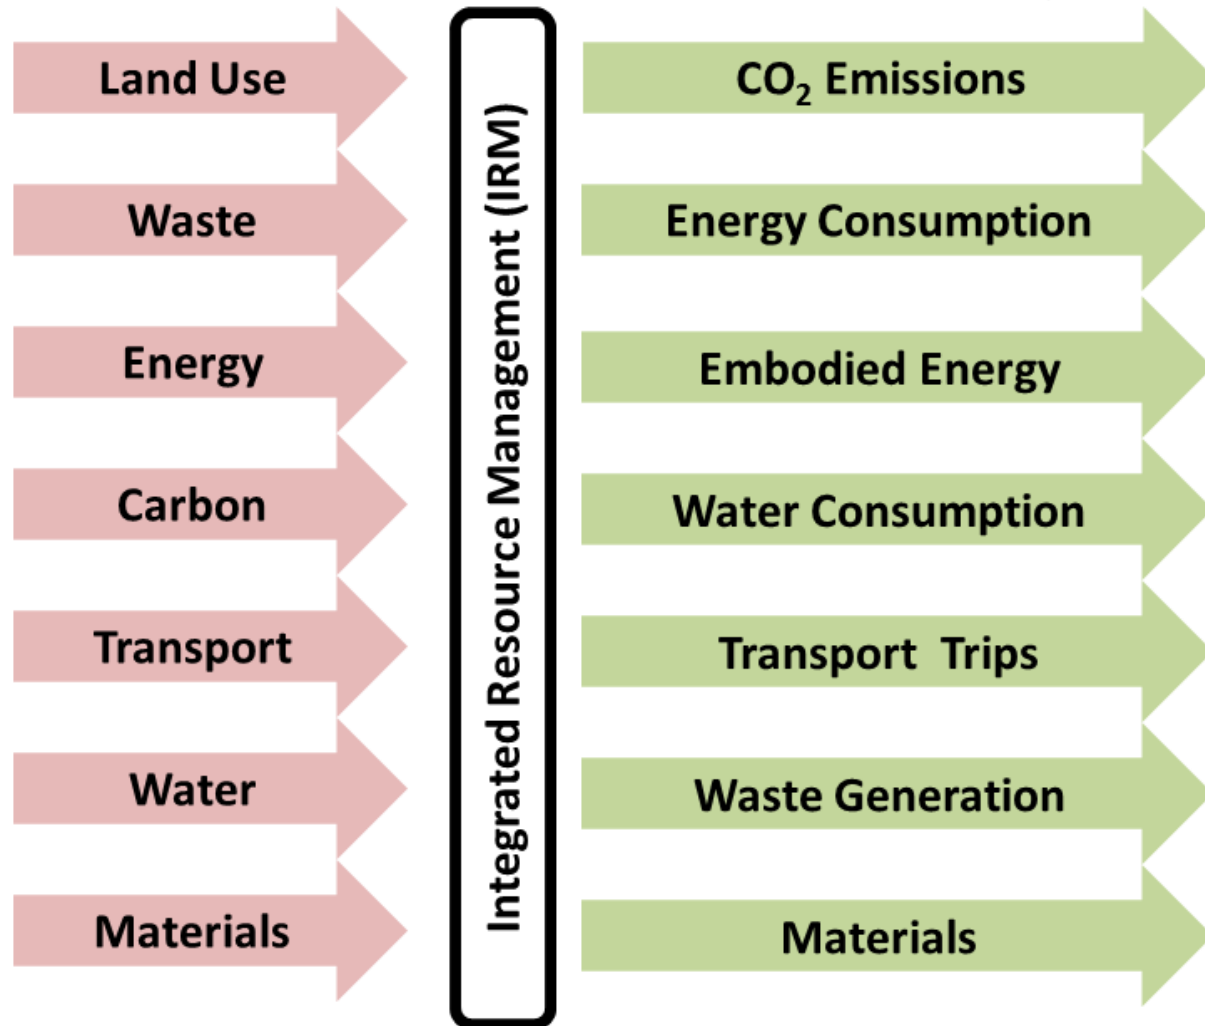 Land Use
Waste
Energy
Carbon
Transport
Water
Materials
Integrated Resource Management (IRM)
CO₂ Emissions
Energy Consumption
Embodied Energy
Water Consumption
Transport  Trips
Waste Generation
Materials